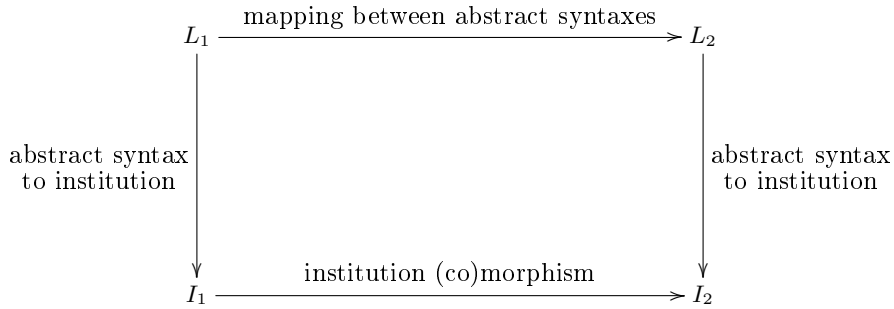 mapping between abstract syntaxes
L₁ L₂
abstract syntax abstract syntax
to institution to institution
institution (co)morphism
I₁ I₂